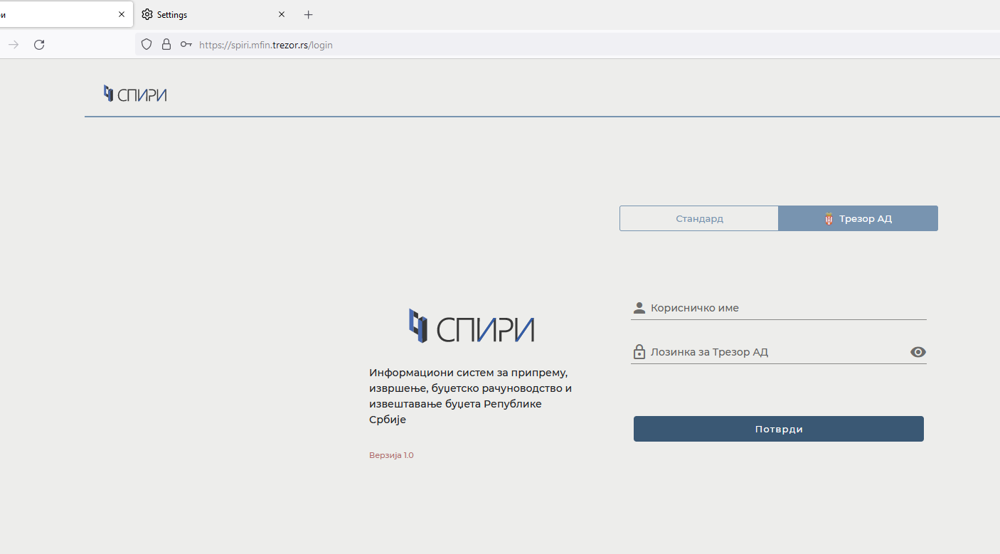 и
Settings
https://spiri.mfin.trezor.rs/login
СПИРИ
Стандард
Трезор АД
Корисничко име
СПИРИ
Лозинка за Трезор АД
Информациони систем за припрему,
извршење, буџетско рачуноводство и
извештавање буџета Републике
Србије
Потврди
Верзија 1.0